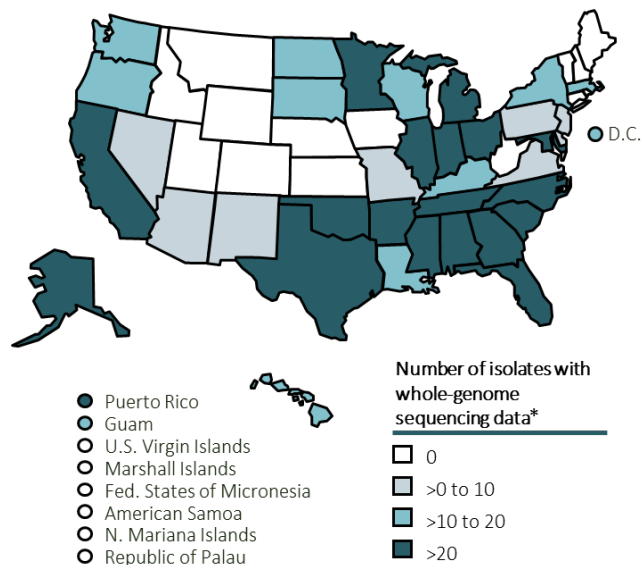 D.C.
Puerto Rico
Guam
U.S. Virgin Islands
Marshall Islands
Fed. States of Micronesia
American Samoa
N. Mariana Islands
Republic of Palau
Number of isolates with
whole-genome
sequencing data*
0
>0 to 10
>10 to 20
>20